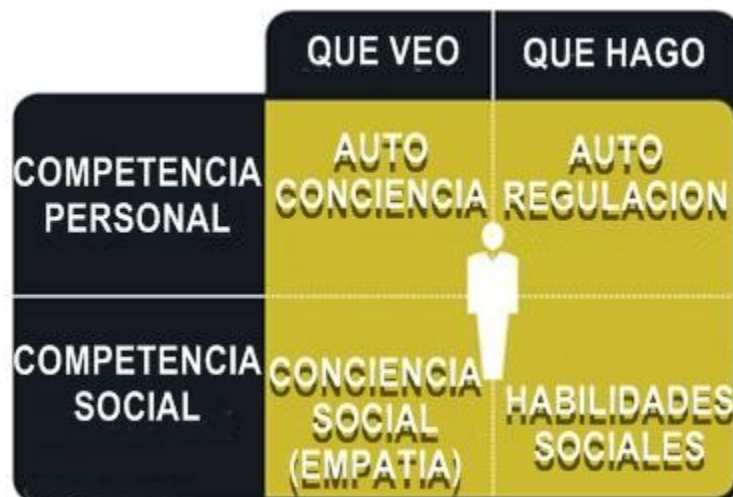 QUE VEO
QUE HAGO
COMPETENCIA
PERSONAL
AUTO
CONCIENCIA
AUTO
REGULACION
COMPETENCIA
SOCIAL
CONCIENCIA
SOCIAL
(EMPATIA)
HABILIDADES
SOCIALES